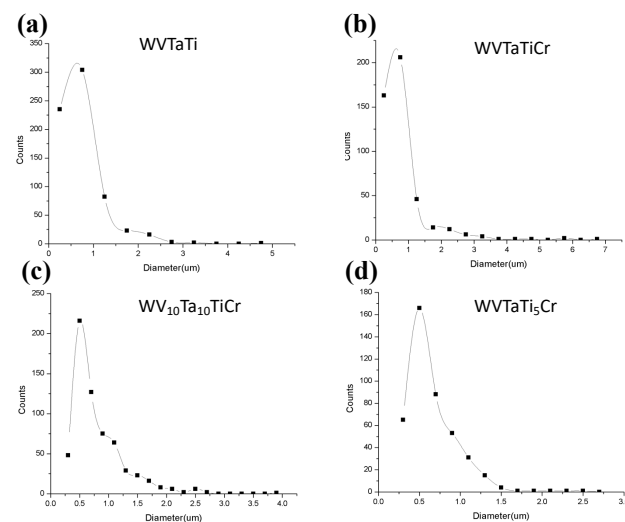 (a)
WVTaTi
350
300
250
200
150
100
50
0
Counts
0 1 2 3 4 5
Diameter(um)
(b)
WVTaTiCr
200
150
100
50
0
Counts
0 1 2 3 4 5 6 7
Diameter(um)
(c)
WV₁₀Ta₁₀TiCr
250
200
150
100
50
0
Counts
0.0 0.5 1.0 1.5 2.0 2.5 3.0 3.5 4.0
Diameter(um)
(d)
WVTaTi₅Cr
180
160
140
120
100
80
60
40
20
0
Counts
0.0 0.5 1.0 1.5 2.0 2.5
Diameter(um)